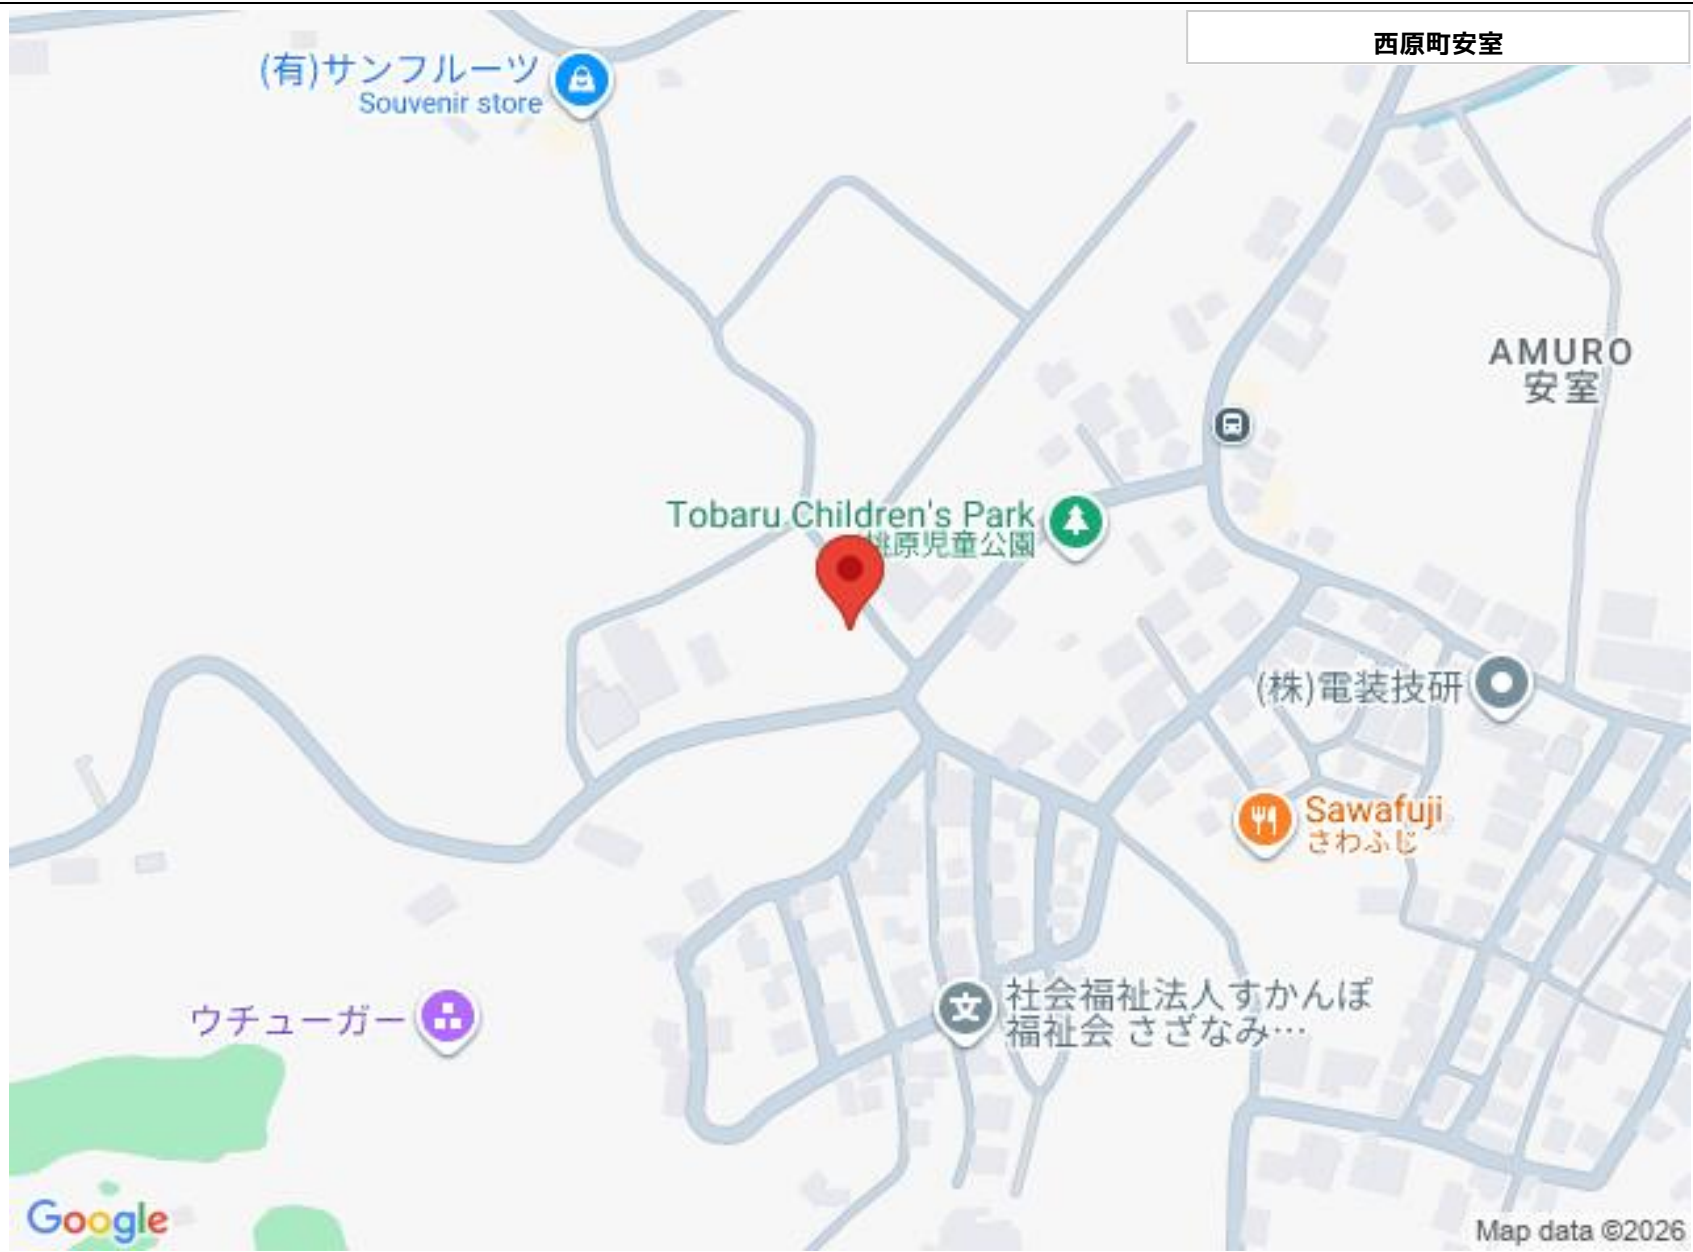 西原町安室
(有)サンフルーツ
Souvenir store
AMURO
安室
Tobaru Children's Park
桃原児童公園
(株)電装技研
Sawafuji
さわふじ
社会福祉法人すかんぽ
福祉会 さざなみ…
ウチューガー
Google
Map data ©2026